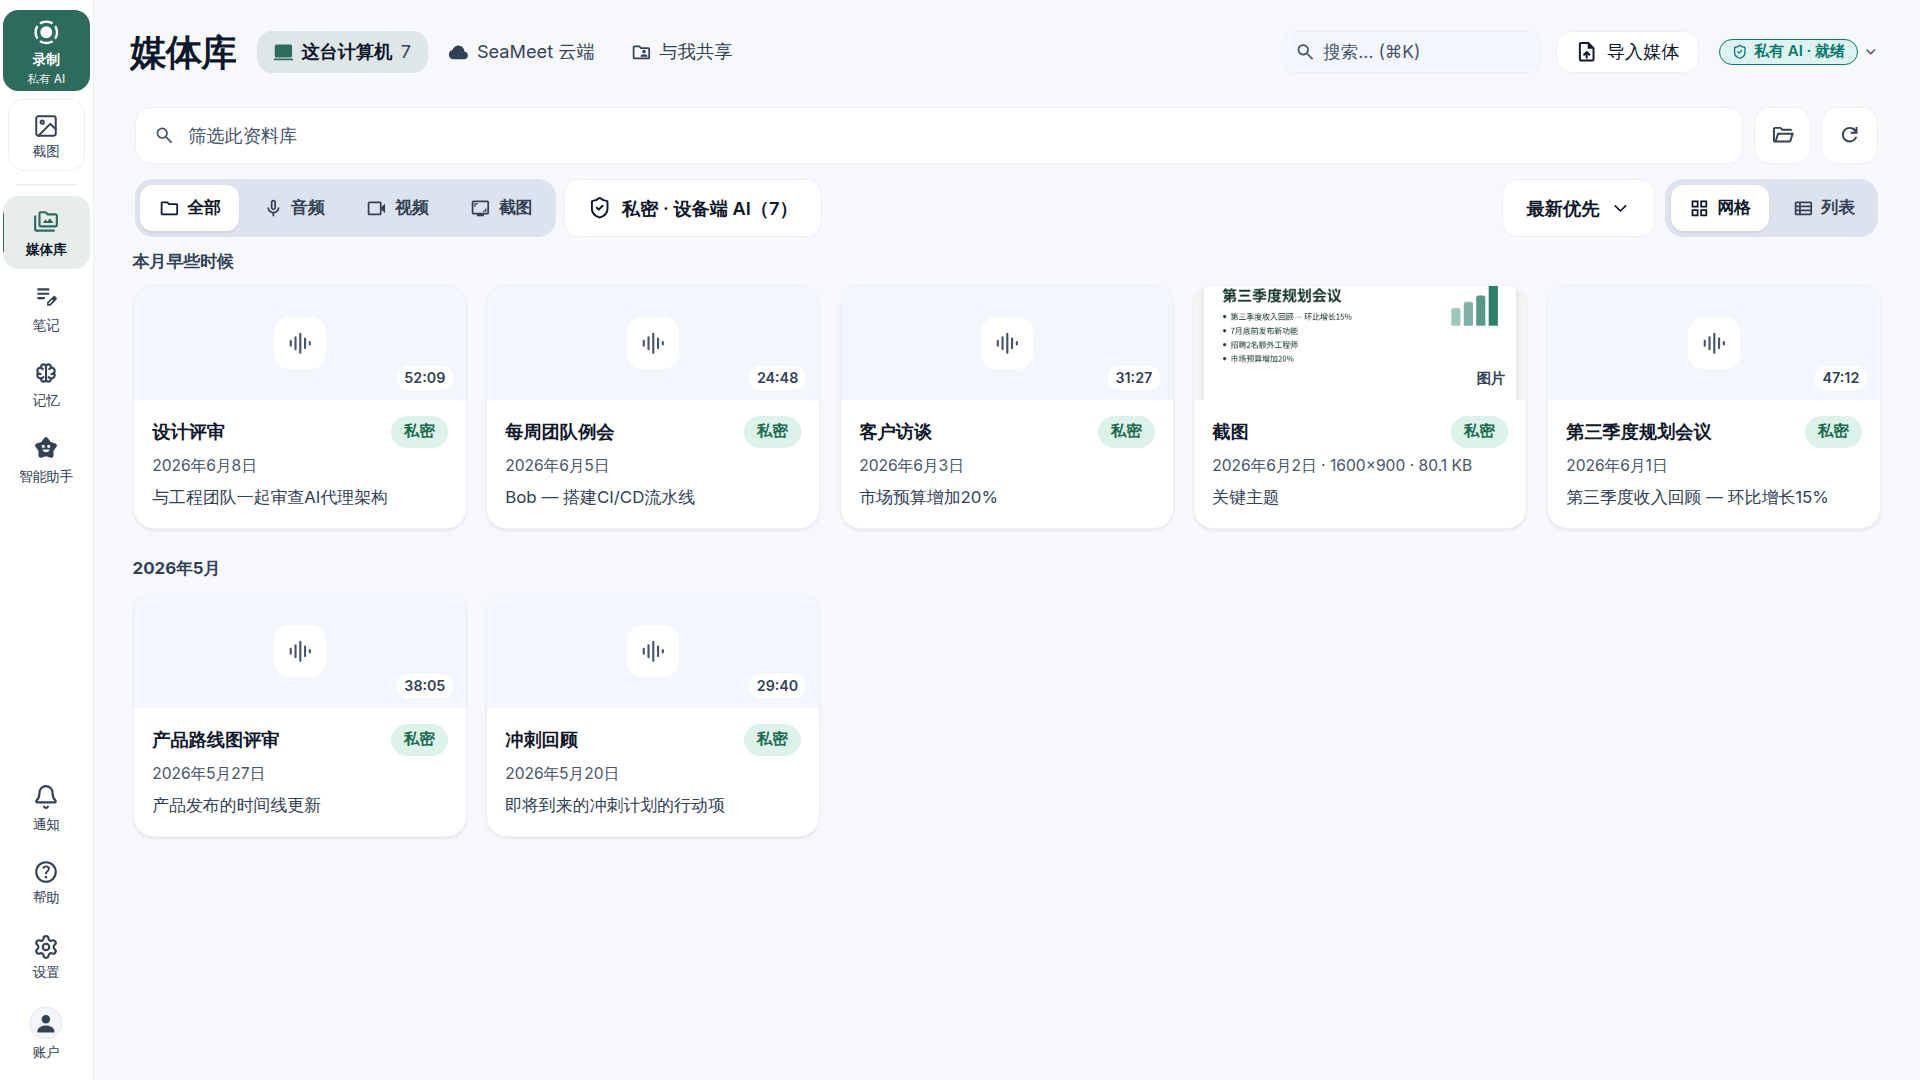 录制
私有 AI
截图
媒体库
笔记
记忆
智能助手
通知
帮助
设置
账户
媒体库
这台计算机 7
SeaMeet 云端
与我共享
搜索... (⌘K)
导入媒体
私有 AI · 就绪
筛选此资料库
全部
音频
视频
截图
私密 · 设备端 AI（7）
最新优先
网格
列表
本月早些时候
52:09
设计评审
私密
2026年6月8日
与工程团队一起审查AI代理架构
24:48
每周团队例会
私密
2026年6月5日
Bob — 搭建CI/CD流水线
31:27
客户访谈
私密
2026年6月3日
市场预算增加20%
第三季度规划会议
• 第三季度收入回顾 — 环比增长15%
• 7月底前发布新功能
• 招聘2名额外工程师
• 市场预算增加20%
图片
截图
私密
2026年6月2日 · 1600×900 · 80.1 KB
关键主题
47:12
第三季度规划会议
私密
2026年6月1日
第三季度收入回顾 — 环比增长15%
2026年5月
38:05
产品路线图评审
私密
2026年5月27日
产品发布的时间线更新
29:40
冲刺回顾
私密
2026年5月20日
即将到来的冲刺计划的行动项